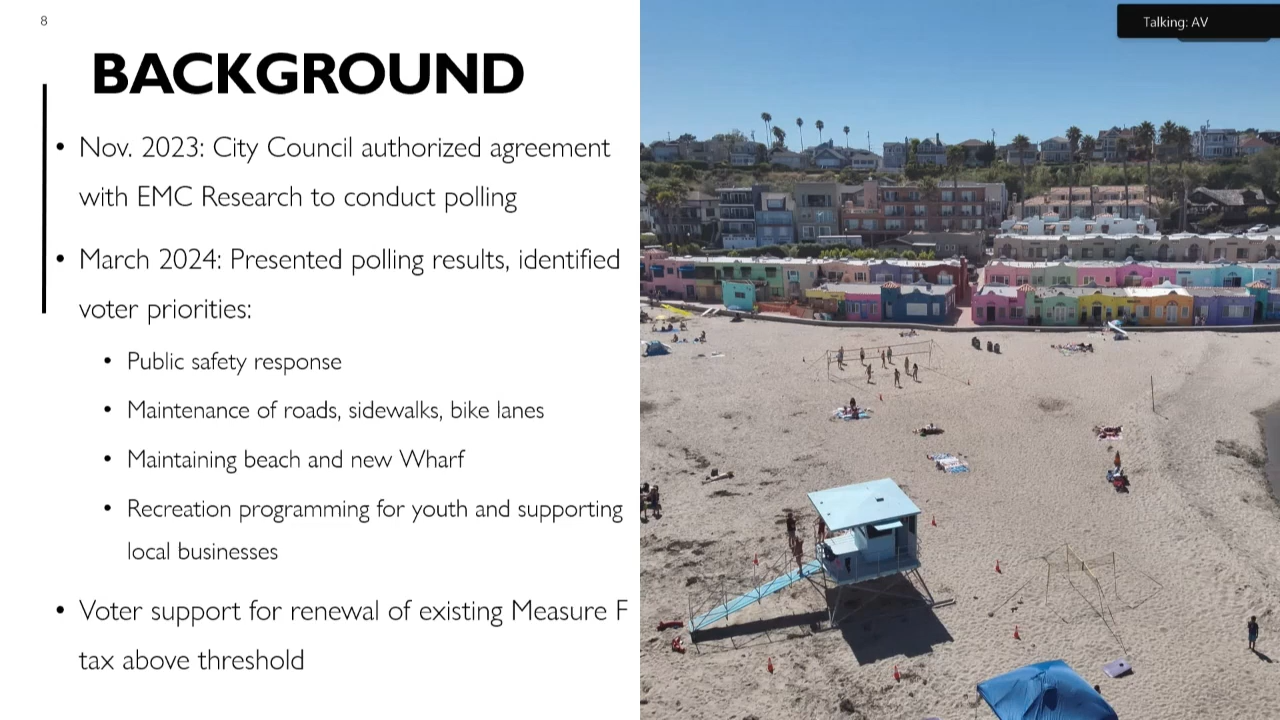 8
Talking: AV
BACKGROUND
• Nov. 2023: City Council authorized agreement
with EMC Research to conduct polling
• March 2024: Presented polling results, identified
voter priorities:
• Public safety response
• Maintenance of roads, sidewalks, bike lanes
• Maintaining beach and new Wharf
• Recreation programming for youth and supporting
local businesses
• Voter support for renewal of existing Measure F
tax above threshold